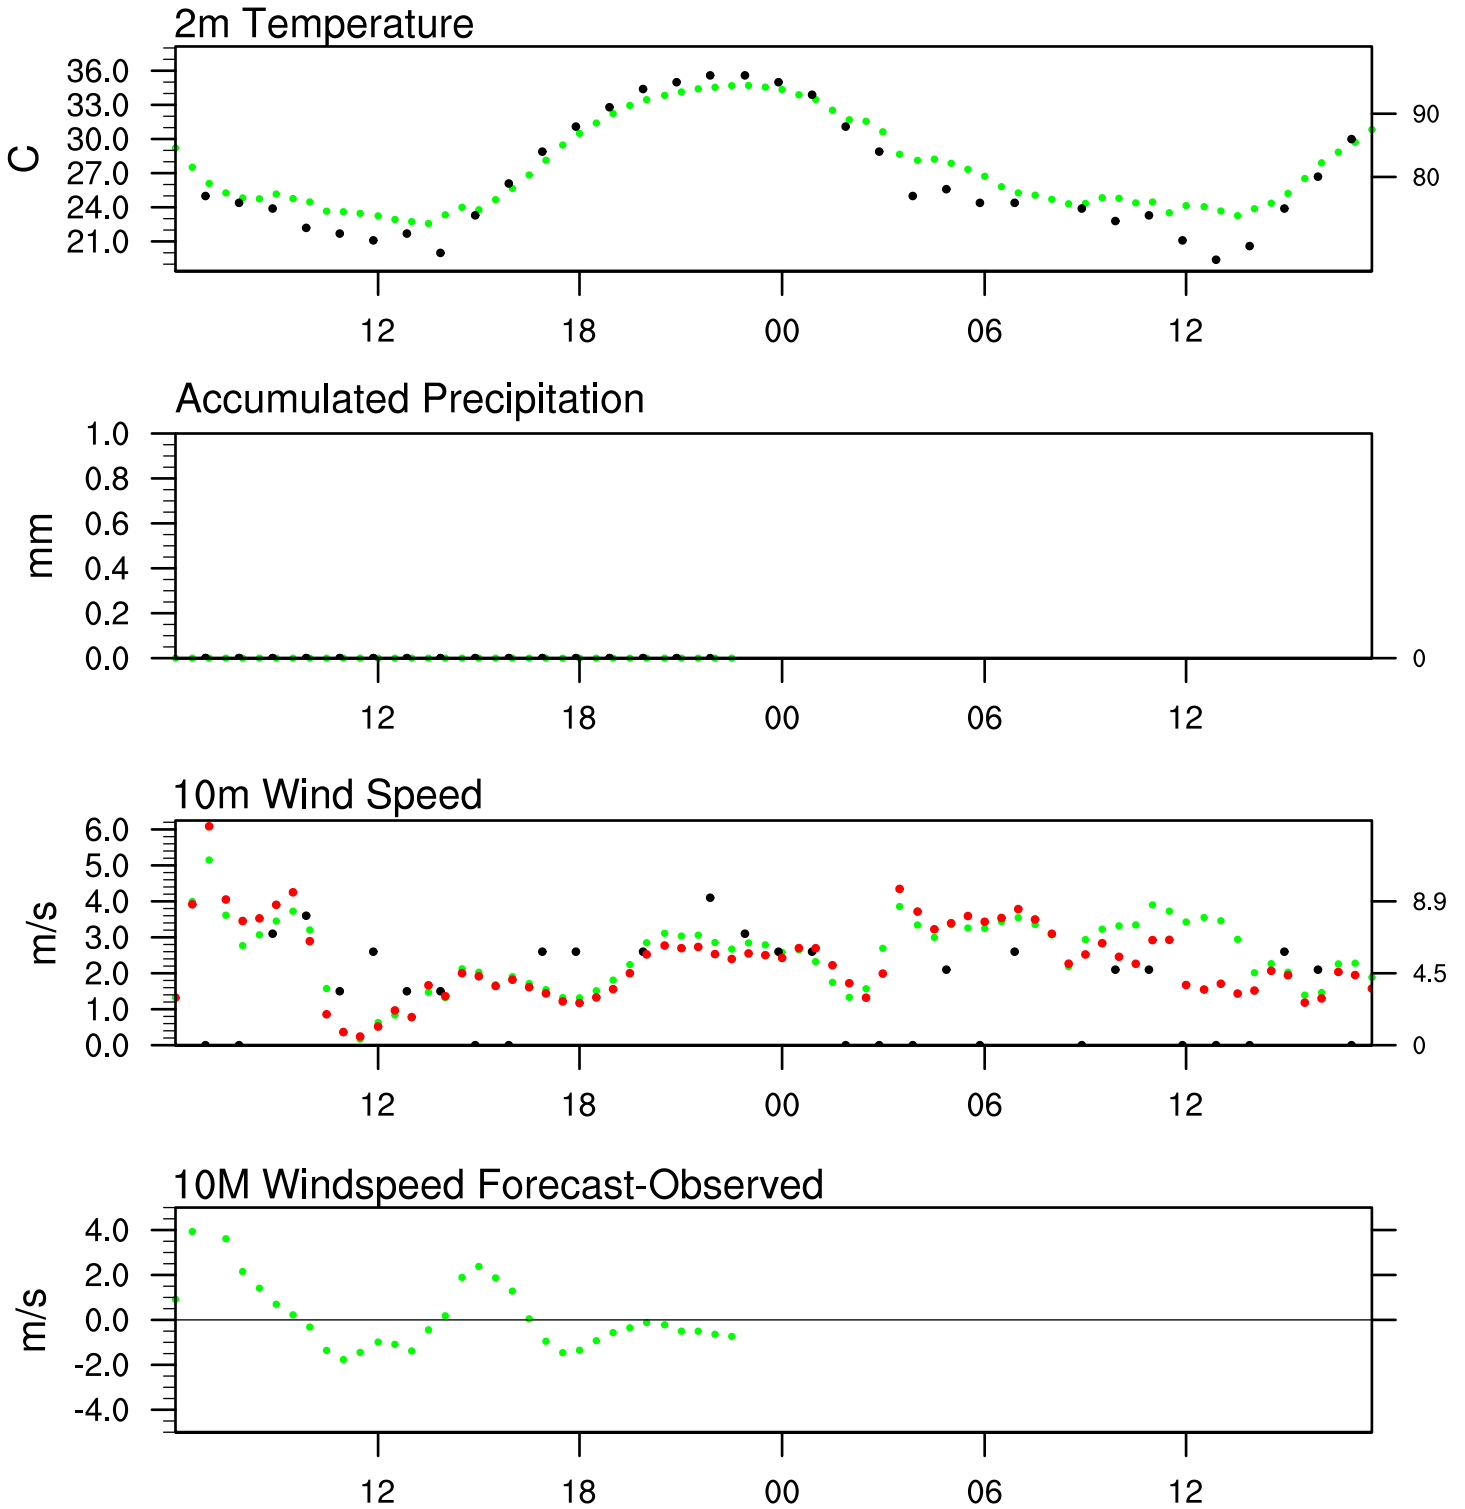 2m Temperature
C
36.0
33.0
30.0
27.0
24.0
21.0
90
80
12 18 00 06 12
Accumulated Precipitation
mm
1.0
0.8
0.6
0.4
0.2
0.0
0
12 18 00 06 12
10m Wind Speed
m/s
6.0
5.0
4.0
3.0
2.0
1.0
0.0
8.9
4.5
0
12 18 00 06 12
10M Windspeed Forecast-Observed
m/s
4.0
2.0
0.0
-2.0
-4.0
12 18 00 06 12